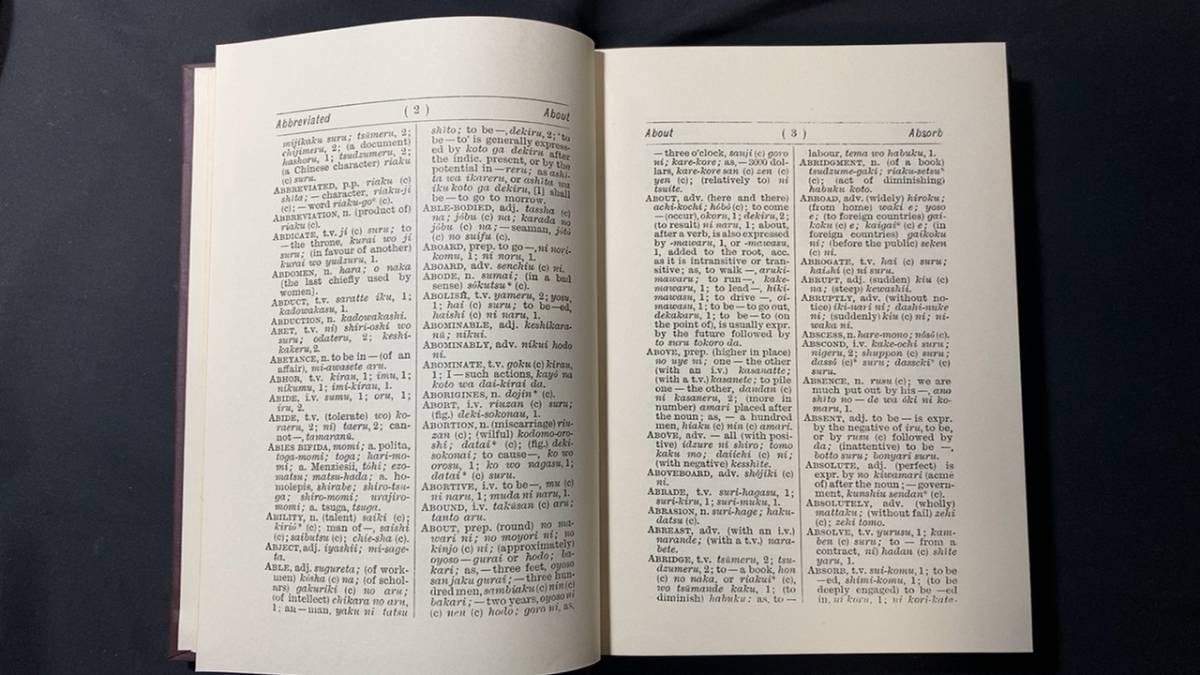 Abbreviated ( 2 ) About
mijikaku suru; tsūmeru, 2;
chijimeru, 2; (a document)
hashoru, 1; tsudzumeru, 2;
(a Chinese character) riaku
(c) suru.
ABBREVIATED, p.p. riaku (c)
shita; — character, riaku-ji
(c); — word riaku-go* (c).
ABBREVIATION, n. (product of)
riaku (c).
ABDICATE, t.v. ji (c) suru; to
— the throne, kurai wo ji
suru; (in favour of another)
kurai wo yudzuru, 1.
ABDOMEN, n. hara; o naka
[the last chiefly used by
women].
ABDUCT, t.v. saratte iku, 1;
kadowakasu, 1.
ABDUCTION, n. kadowakashi.
ABET, t.v. ni) shiri-oshi wo
suru; odateru, 2; keshi-
kakeru, 2.
ABEYANCE, n. to be in — (of an
affair), mi-awasete aru.
ABHOR, t.v. kirau, 1; imu, 1;
nikumu, 1; imi-kirau, 1.
ABIDE, i.v. sumu, 1; oru, 1;
iru, 2.
ABIDE, t.v. (tolerate) wo) ko-
raeru, 2; ni) taeru, 2; can-
not —, tamaranŭ.
ABIES BIFIDA, momi; a. polita,
toga-momi; toga; hari-mo-
mi; a. Menziesii, tōhi; ezo-
matsu; matsu-hada; a. ho-
molepis, shirabe; shiro-tsu-
ga; shiro-momi; urajiro-
momi; a. tsuga, tsuga.
ABILITY, n. (talent) saiki (c);
kiriō* (c); man of —, saishi
(c); saibutsu (c); chie-sha (c).
ABJECT, adj. iyashii; mi-sage-
ta.
ABLE, adj. sugureta; (of work-
men) kōsha (c) na; (of schol-
ars) gakuriki (c) no aru;
(of intellect) chikara no aru,
1; an — man, yaku ni tatsu
shĭto; to be —, dekiru, 2; 'to
be — to' is generally express-
ed by koto ga dekiru after
the indic. present, or by the
potential in — reru; as ashi-
ta wa ikareru, or ashĭta wa
iku koto ga dekiru, [I] shall
be — to go to morrow.
ABLE-BODIED, adj. tassha (c)
na; jōbu (c) na; karada no
jōbu (c) na; — seaman, jōtō
(c) no suifu (c).
ABOARD, prep. to go —, ni nori-
komu, 1; ni noru, 1.
ABOARD, adv. senchiu (c) ni.
ABODE, n. sumai; (in a bad
sense) sōkutsu* (c).
ABOLISH, t.v. yameru, 2; yosu,
1; hai (c) suru; to be —ed,
haishi (c) ni naru, 1.
ABOMINABLE, adj. keshikara-
nŭ; nikui.
ABOMINABLY, adv. nikui hodo
ni.
ABOMINATE, t.v. goku (c) kirau,
1; I — such actions, kayō na
koto wa dai-kirai da.
ABORIGINES, n. dojin* (c).
ABORT, i.v. riuzan (c) suru;
(fig.) deki-sokonau, 1.
ABORTION, n. (miscarriage) riu-
zan (c); (wilful) kodomo-oro-
shi; datai* (c); (fig.) deki-
sokonai; to cause —, ko wo
orosu, 1; ko wo nagasu, 1;
datai* (c) suru.
ABORTIVE, i.v. to be —, mu (c)
ni naru, 1; muda ni naru, 1.
ABOUND, i.v. takŭsan (c) aru;
tanto aru.
ABOUT, prep. (round) no ma-
wari ni; no moyori ni; no
kinjo (c) ni; (approximately)
oyoso — gurai or hodo; ba-
kari; as, — three feet, oyoso
sanjaku gurai; — three hun-
dred men, sambiaku (c) nin (c)
bakari; — two years, oyoso ni
(c) nen (c) hodo; goro ni, as,
About ( 3 ) Absorb
— three o'clock, sanji (c) goro
ni; kare-kore; as, — 3000 dol-
lars, kare-kore san (c) zen (c)
yen (c); (relatively to) ni
tsuite.
ABOUT, adv. (here and there)
achi-kochi; hōbō (c); to come
— (occur), okoru, 1; dekiru, 2;
(to result) ni naru, 1; about,
after a verb, is also expressed
by -mawaru, 1, or -mawasu,
1, added to the root, acc.
as it is intransitive or tran-
sitive; as, to walk —, aruki-
mawaru; to run —, kake-
mawaru, 1; to lead —, hiki-
mawasu, 1; to drive —, oi-
mawasu, 1; to be — to go out,
dekakaru, 1; to be — to (on
the point of), is usually expr.
by the future followed by
to suru tokoro da.
ABOVE, prep. (higher in place)
no uye ni; one — the other
(with an i.v.) kasanatte;
(with a t.v.) kasanete; to pile
one — the other, dandan (c)
ni kasaneru, 2; (more in
number) amari placed after
the noun; as, — a hundred
men, hiaku (c) nin (c) amari.
ABOVE, adv. — all (with posi-
tive) idzure ni shiro; tomo
kaku mo; daiichi (c) ni;
(with negative) kesshĭte.
ABOVEBOARD, adv. shōjiki (c)
ni.
ABRADE, t.v. suri-hagasu, 1;
suri-kiru, 1; suri-muku, 1.
ABRASION, n. suri-hage; haku-
datsu (c).
ABREAST, adv. (with an i.v.)
narande; (with a t.v.) nara-
bete.
ABRIDGE, t.v. tsŭmeru, 2; tsu-
dzumeru, 2; to — a book, hon
(c) no naka, or riakui* (c),
wo tsŭmande kaku, 1; (to
diminish) habuku; as, to —
labour, tema wo habuku, 1.
ABRIDGMENT, n. (of a book)
tsudzume-gaki; riaku-setsu*
(c); (act of diminishing)
habuku koto.
ABROAD, adv. (widely) hiroku;
(from home) waki e; yoso
e; (to foreign countries) gai-
koku (c) e; kaigai* (c) e; (in
foreign countries) gaikoku
ni; (before the public) seken
(c) ni.
ABROGATE, t.v. hai (c) suru;
haishi (c) ni suru.
ABRUPT, adj. (sudden) kiu (c)
na; (steep) kewashii.
ABRUPTLY, adv. (without no-
tice) iki-nari ni; dashi-nuke
ni; (suddenly) kiu (c) ni; ni-
waka ni.
ABSCESS, n. hare-mono; nōsō (c).
ABSCOND, i.v. kake-ochi suru;
nigeru, 2; shuppon (c) suru;
dassō (c)* suru; dasseki* (c)
suru.
ABSENCE, n. rusu (c); we are
much put out by his —, ano
shĭto no - de wa ōki ni ko-
maru, 1.
ABSENT, adj. to be — is expr.
by the negative of iru, to be,
or by rusu (c) followed by
da; (inattentive) to be —,
botto suru; bonyari suru.
ABSOLUTE, adj. (perfect) is
expr. by no kiwamari (acme
of) after the noun; — govern-
ment, kunshiu sendan* (c).
ABSOLUTELY, adv. (wholly)
mattaku; (without fail) zehi
(c); zehi tomo.
ABSOLVE, t.v. yurusu, 1; kam-
ben (c) suru; to — from a
contract, ni) hadan (c) shĭte
yaru, 1.
ABSORB, t.v. sui-komu, 1; to be
—ed, shimi-komu, 1; (to be
deeply engaged) to be —ed
in, ni koru, 1; ni kori-kata-